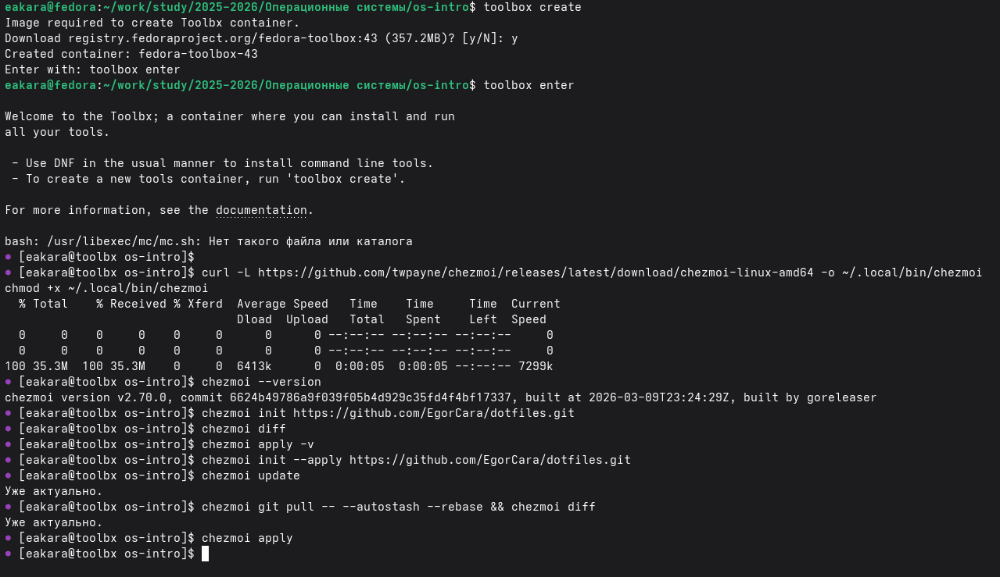 eakara@fedora:~/work/study/2025-2026/Операционные системы/os-intro$ toolbox create
Image required to create Toolbx container.
Download registry.fedoraproject.org/fedora-toolbox:43 (357.2MB)? [y/N]: y
Created container: fedora-toolbox-43
Enter with: toolbox enter
eakara@fedora:~/work/study/2025-2026/Операционные системы/os-intro$ toolbox enter

Welcome to the Toolbx; a container where you can install and run
all your tools.

 - Use DNF in the usual manner to install command line tools.
 - To create a new tools container, run 'toolbox create'.

For more information, see the documentation.

bash: /usr/libexec/mc/mc.sh: Нет такого файла или каталога
● [eakara@toolbx os-intro]$
● [eakara@toolbx os-intro]$ curl -L https://github.com/twpayne/chezmoi/releases/latest/download/chezmoi-linux-amd64 -o ~/.local/bin/chezmoi
chmod +x ~/.local/bin/chezmoi
  % Total    % Received % Xferd  Average Speed   Time    Time     Time  Current
                                 Dload  Upload   Total   Spent    Left  Speed
  0     0    0     0    0     0      0      0 --:--:-- --:--:-- --:--:--     0
  0     0    0     0    0     0      0      0 --:--:-- --:--:-- --:--:--     0
100 35.3M  100 35.3M    0     0  6413k      0  0:00:05  0:00:05 --:--:-- 7299k
● [eakara@toolbx os-intro]$ chezmoi --version
chezmoi version v2.70.0, commit 6624b49786a9f039f05b4d929c35fd4f4bf17337, built at 2026-03-09T23:24:29Z, built by goreleaser
● [eakara@toolbx os-intro]$ chezmoi init https://github.com/EgorCara/dotfiles.git
● [eakara@toolbx os-intro]$ chezmoi diff
● [eakara@toolbx os-intro]$ chezmoi apply -v
● [eakara@toolbx os-intro]$ chezmoi init --apply https://github.com/EgorCara/dotfiles.git
● [eakara@toolbx os-intro]$ chezmoi update
Уже актуально.
● [eakara@toolbx os-intro]$ chezmoi git pull -- --autostash --rebase && chezmoi diff
Уже актуально.
● [eakara@toolbx os-intro]$ chezmoi apply
● [eakara@toolbx os-intro]$